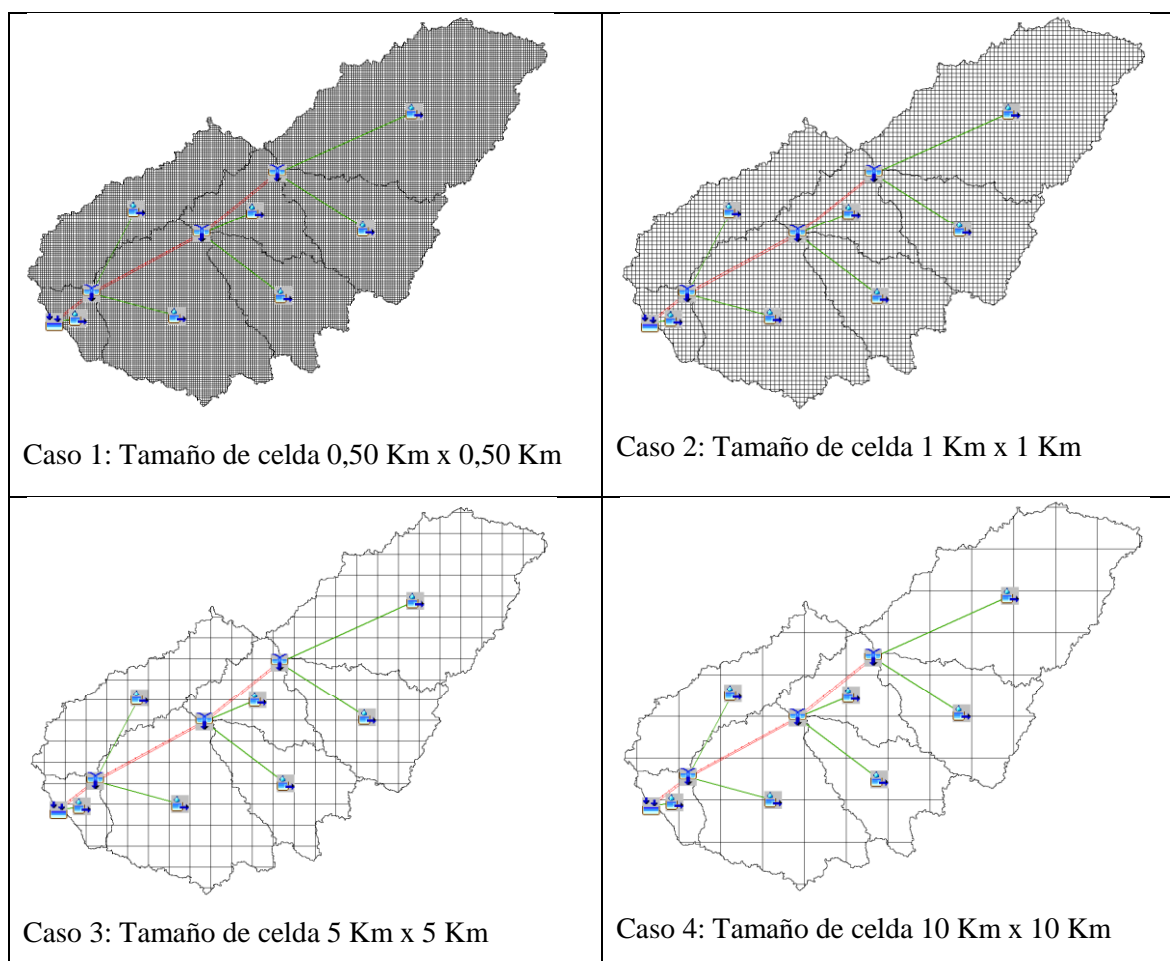 Caso 1: Tamaño de celda 0,50 Km x 0,50 Km
Caso 2: Tamaño de celda 1 Km x 1 Km
Caso 3: Tamaño de celda 5 Km x 5 Km
Caso 4: Tamaño de celda 10 Km x 10 Km